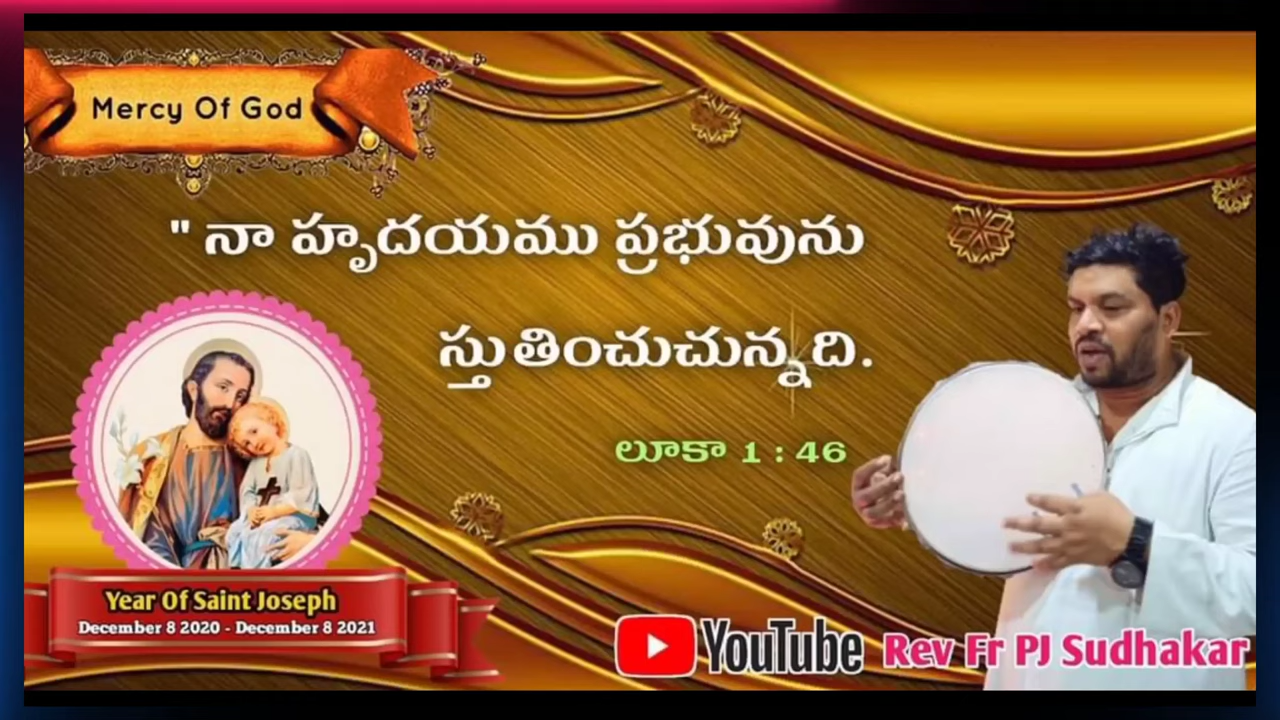 Mercy Of God
" నా హృదయము ప్రభువును
స్తుతించుచున్నది.
లూకా 1 : 46
Year Of Saint Joseph
December 8 2020 - December 8 2021
YouTube Rev Fr PJ Sudhakar